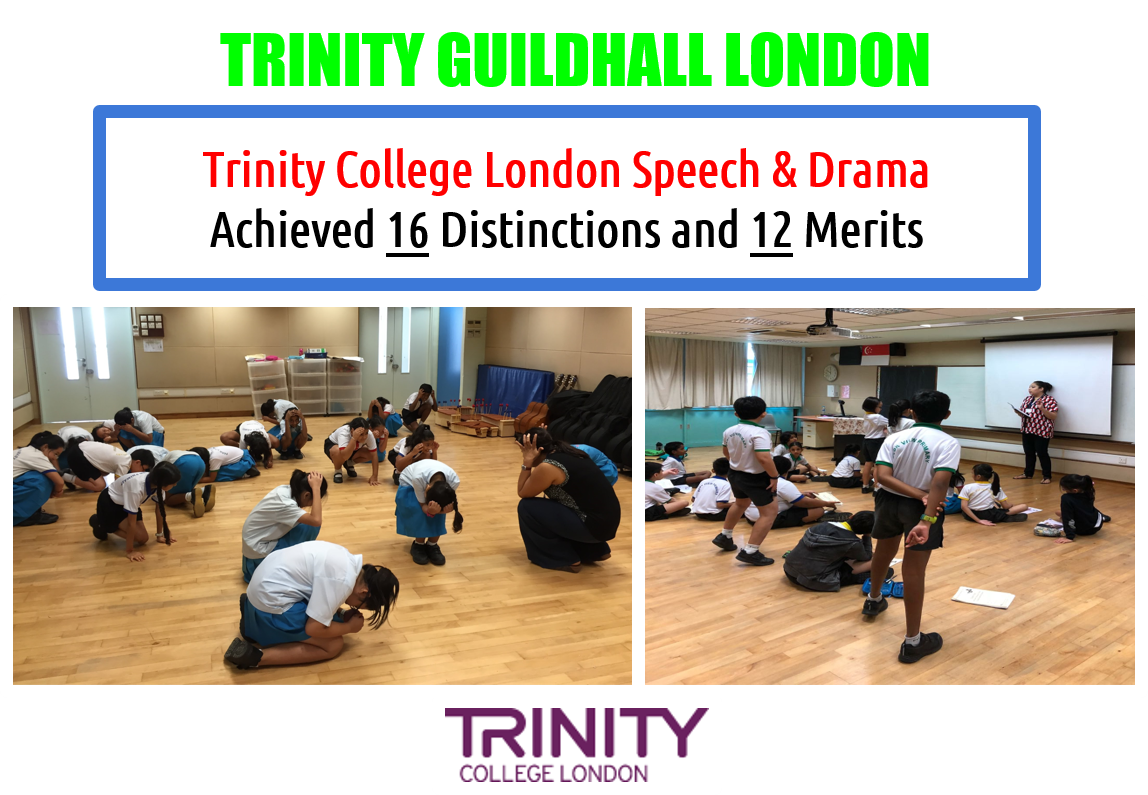 TRINITY GUILDHALL LONDON
Trinity College London Speech & Drama
Achieved 16 Distinctions and 12 Merits
TRINITY
COLLEGE LONDON